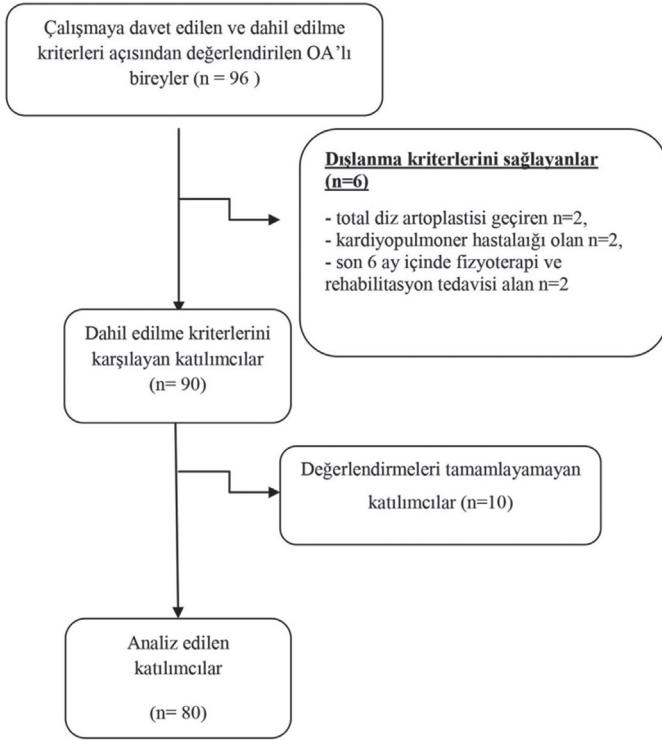 Çalışmaya davet edilen ve dahil edilme
kriterleri açısından değerlendirilen OA’lı
bireyler (n = 96 )
Dışlanma kriterlerini sağlayanlar
(n=6)
- total diz artoplastisi geçiren n=2,
- kardiyopulmoner hastalaığı olan n=2,
- son 6 ay içinde fizyoterapi ve
rehabilitasyon tedavisi alan n=2
Dahil edilme kriterlerini
karşılayan katılımcılar
(n= 90)
Değerlendirmeleri tamamlayamayan
katılımcılar (n=10)
Analiz edilen
katılımcılar
(n= 80)